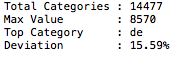 Total Categories : 14477
Max Value        : 8570
Top Category     : de
Deviation        : 15.59%